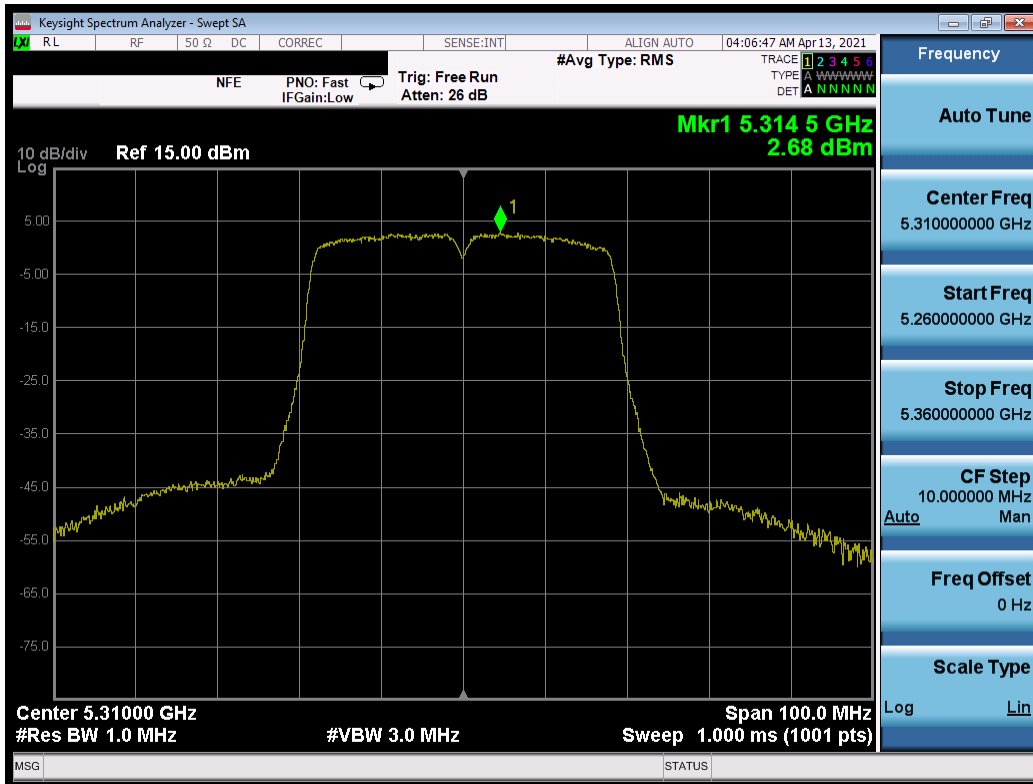 Keysight Spectrum Analyzer - Swept SA
LXI RL RF 50 Ω DC CORREC SENSE:INT ALIGN AUTO 04:06:47 AM Apr 13, 2021
NFE PNO: Fast IFGain:Low
Trig: Free Run
Atten: 26 dB
#Avg Type: RMS
TRACE 1 2 3 4 5 6
TYPE A WWWWW
DET A N N N N N
Mkr1 5.314 5 GHz
2.68 dBm
10 dB/div Ref 15.00 dBm
Log
1
5.00
-5.00
-15.0
-25.0
-35.0
-45.0
-55.0
-65.0
-75.0
Center 5.31000 GHz Span 100.0 MHz
#Res BW 1.0 MHz #VBW 3.0 MHz Sweep 1.000 ms (1001 pts)
MSG STATUS
Frequency
Auto Tune
Center Freq
5.310000000 GHz
Start Freq
5.260000000 GHz
Stop Freq
5.360000000 GHz
CF Step
10.000000 MHz
Auto Man
Freq Offset
0 Hz
Scale Type
Log Lin